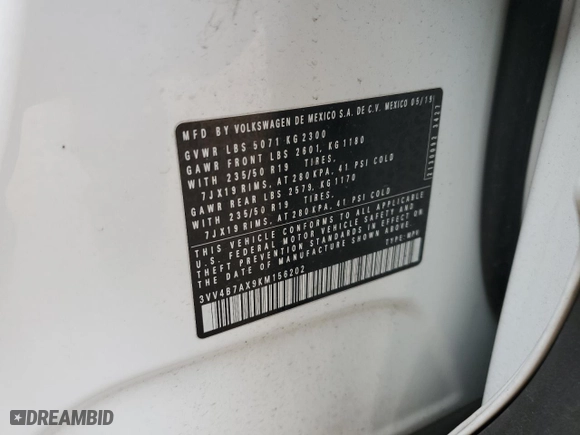 MFD BY VOLKSWAGEN DE MEXICO S.A. DE C.V. MEXICO 05/19
GVWR LBS 5071 KG 2300
GAWR FRONT LBS 2601, KG 1180
WITH 235/50 R19 TIRES.
7JX19 RIMS. AT 280 KPA, 41 PSI COLD
GAWR REAR LBS 2579, KG 1170
WITH 235/50 R19 TIRES.
7JX19 RIMS. AT 280 KPA, 41 PSI COLD
THIS VEHICLE CONFORMS TO ALL APPLICABLE
U.S. FEDERAL MOTOR VEHICLE SAFETY AND
THEFT PREVENTION STANDARDS IN EFFECT ON
THE DATE OF MANUFACTURE SHOWN ABOVE.
3VV4B7AX9KM156202 TYPE: MPV
DREAMBID